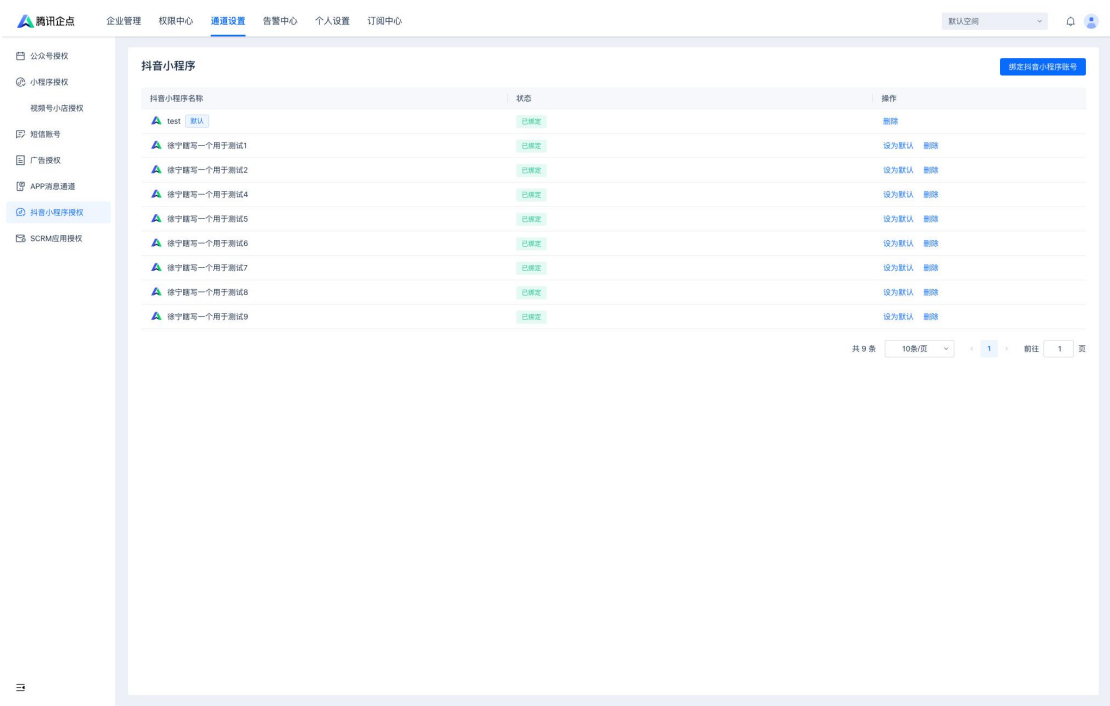 腾讯企点 企业管理 权限中心 通道设置 告警中心 个人设置 订阅中心 默认空间
公众号授权
小程序授权
视频号小店授权
短信账号
广告授权
APP消息通道
抖音小程序授权
SCRM应用授权
抖音小程序 绑定抖音小程序账号
抖音小程序名称 状态 操作
test 默认 已绑定 删除
徐宁瞎写一个用于测试1 已绑定 设为默认 删除
徐宁瞎写一个用于测试2 已绑定 设为默认 删除
徐宁瞎写一个用于测试4 已绑定 设为默认 删除
徐宁瞎写一个用于测试5 已绑定 设为默认 删除
徐宁瞎写一个用于测试6 已绑定 设为默认 删除
徐宁瞎写一个用于测试7 已绑定 设为默认 删除
徐宁瞎写一个用于测试8 已绑定 设为默认 删除
徐宁瞎写一个用于测试9 已绑定 设为默认 删除
共 9 条 10条/页 1 前往 1 页